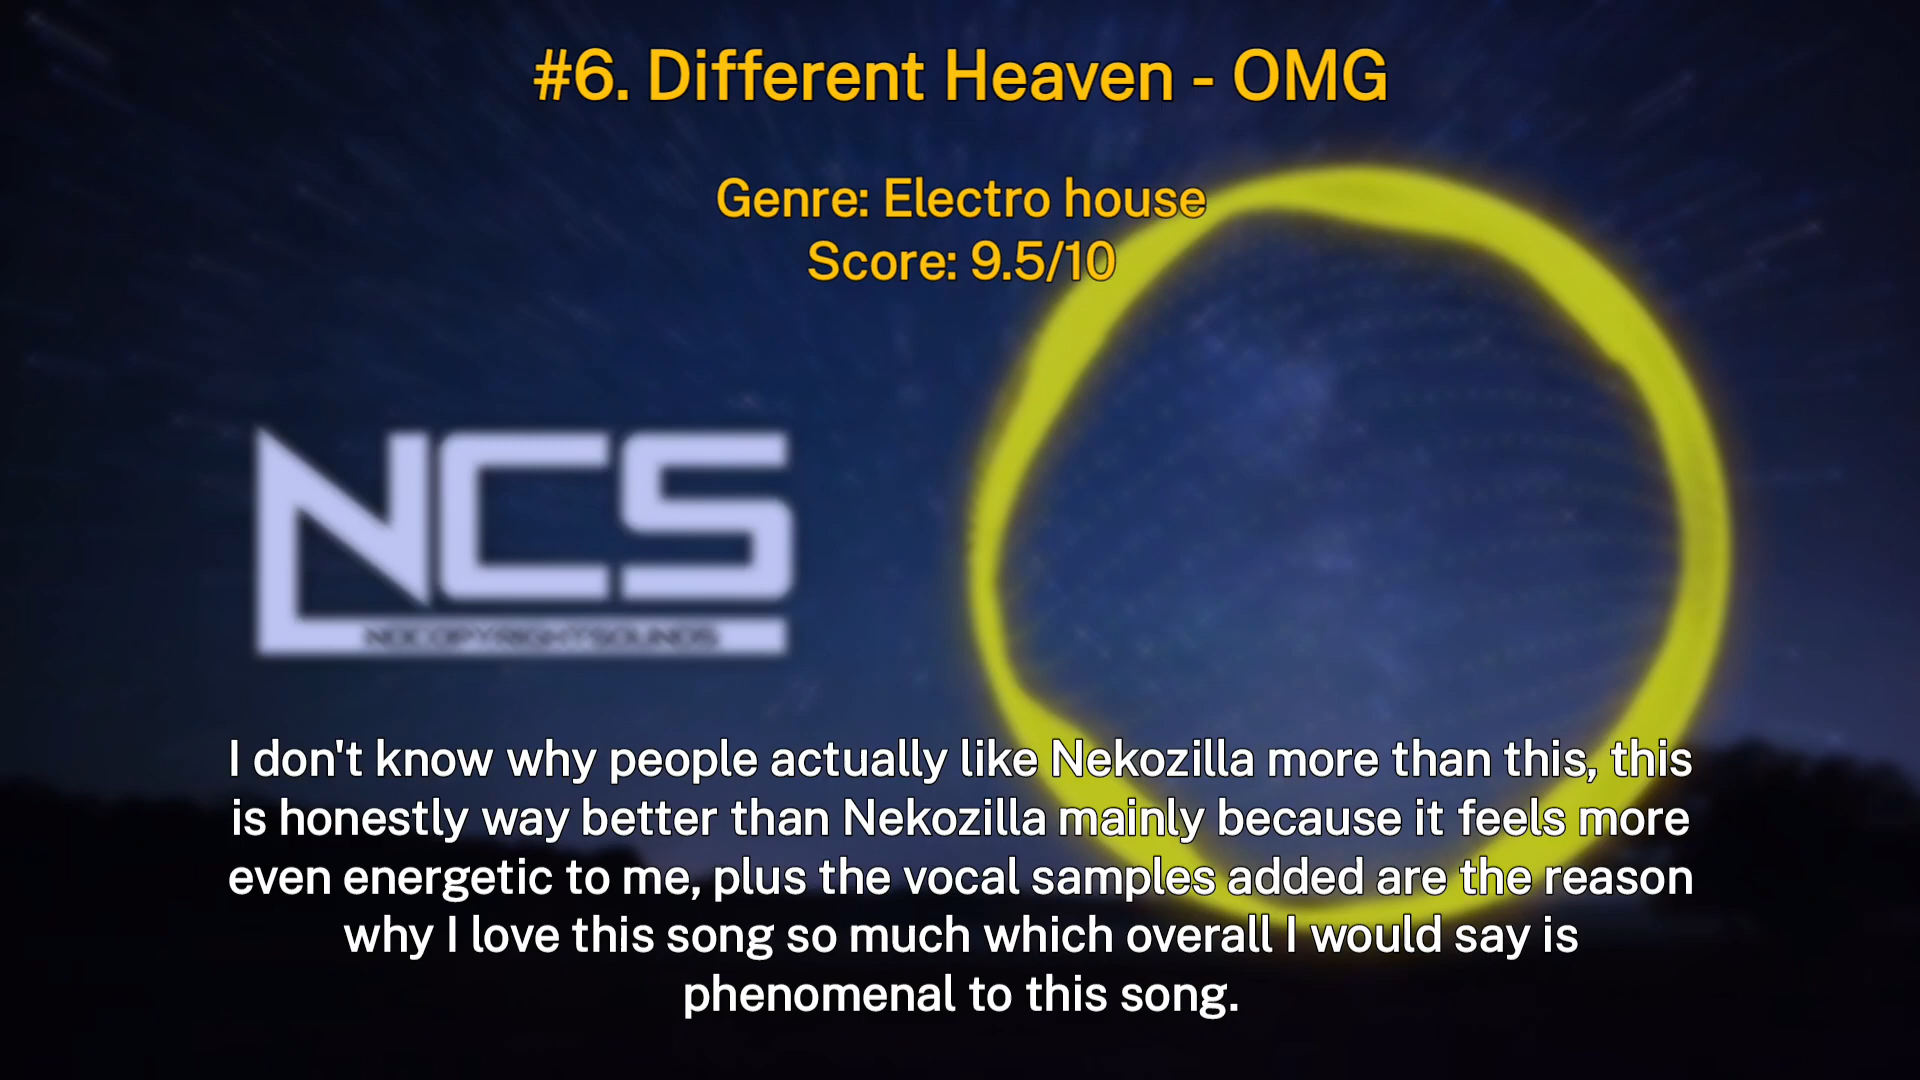 #6. Different Heaven - OMG
Genre: Electro house
Score: 9.5/10
NCS
NOCOPYRIGHTSOUNDS
I don't know why people actually like Nekozilla more than this, this
is honestly way better than Nekozilla mainly because it feels more
even energetic to me, plus the vocal samples added are the reason
why I love this song so much which overall I would say is
phenomenal to this song.